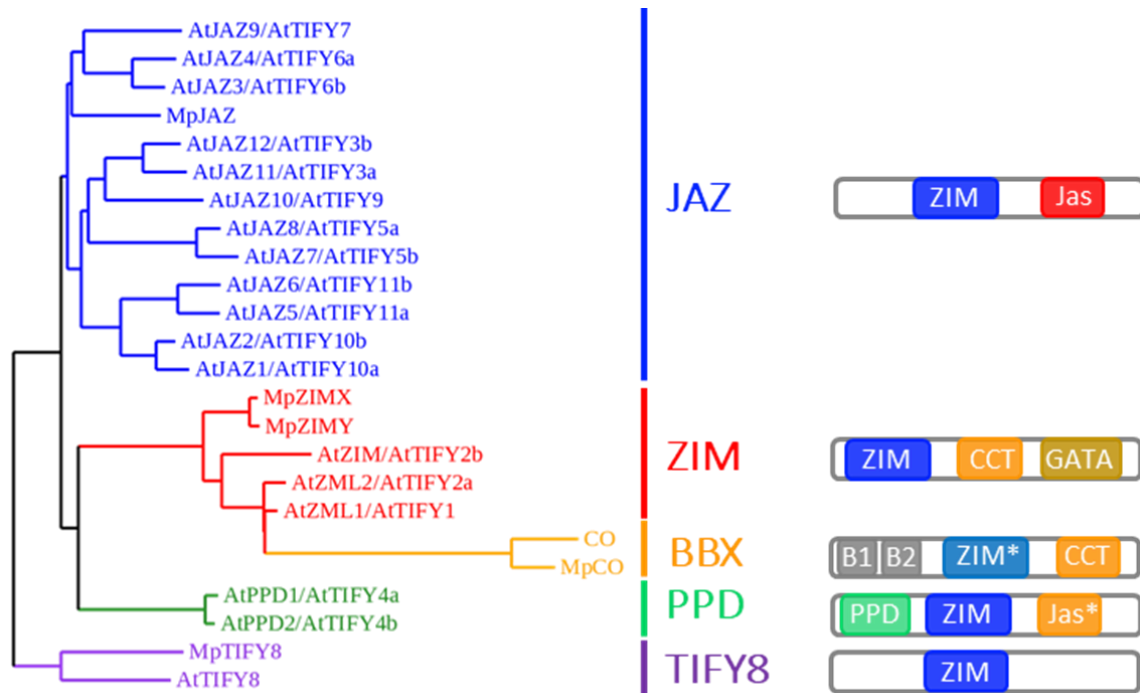 AtJAZ9/AtTIFY7
AtJAZ4/AtTIFY6a
AtJAZ3/AtTIFY6b
MpJAZ
AtJAZ12/AtTIFY3b
AtJAZ11/AtTIFY3a
AtJAZ10/AtTIFY9
AtJAZ8/AtTIFY5a
AtJAZ7/AtTIFY5b
AtJAZ6/AtTIFY11b
AtJAZ5/AtTIFY11a
AtJAZ2/AtTIFY10b
AtJAZ1/AtTIFY10a
JAZ
ZIM Jas
MpZIMX
MpZIMY
AtZIM/AtTIFY2b
AtZML2/AtTIFY2a
AtZML1/AtTIFY1
ZIM
ZIM CCT GATA
CO
MpCO
BBX
B1 B2 ZIM* CCT
AtPPD1/AtTIFY4a
AtPPD2/AtTIFY4b
PPD
PPD ZIM Jas*
MpTIFY8
AtTIFY8
TIFY8
ZIM